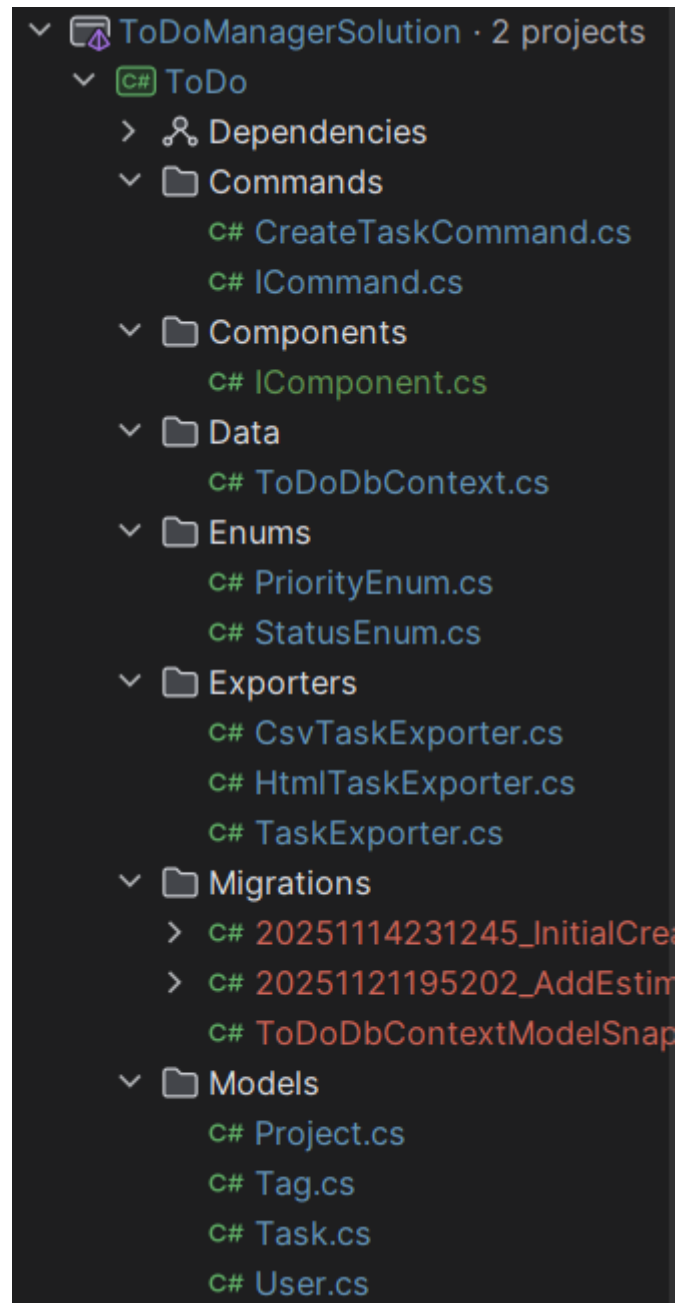 ToDoManagerSolution · 2 projects
C# ToDo
Dependencies
Commands
C# CreateTaskCommand.cs
C# ICommand.cs
Components
C# IComponent.cs
Data
C# ToDoDbContext.cs
Enums
C# PriorityEnum.cs
C# StatusEnum.cs
Exporters
C# CsvTaskExporter.cs
C# HtmlTaskExporter.cs
C# TaskExporter.cs
Migrations
C# 20251114231245_InitialCrea
C# 20251121195202_AddEstim
C# ToDoDbContextModelSnap
Models
C# Project.cs
C# Tag.cs
C# Task.cs
C# User.cs